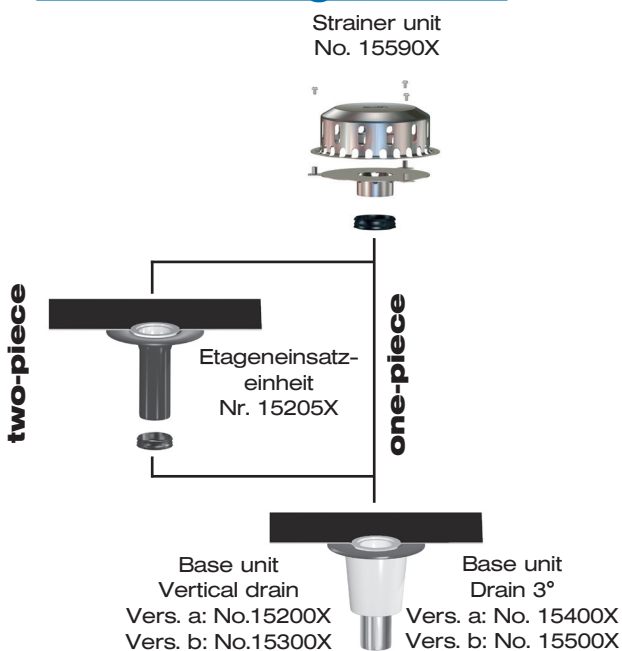 Strainer unit
No. 15590X
two-piece
one-piece
Etageneinsatz-
einheit
Nr. 15205X
Base unit
Vertical drain
Vers. a: No.15200X
Vers. b: No.15300X
Base unit
Drain 3°
Vers. a: No. 15400X
Vers. b: No. 15500X